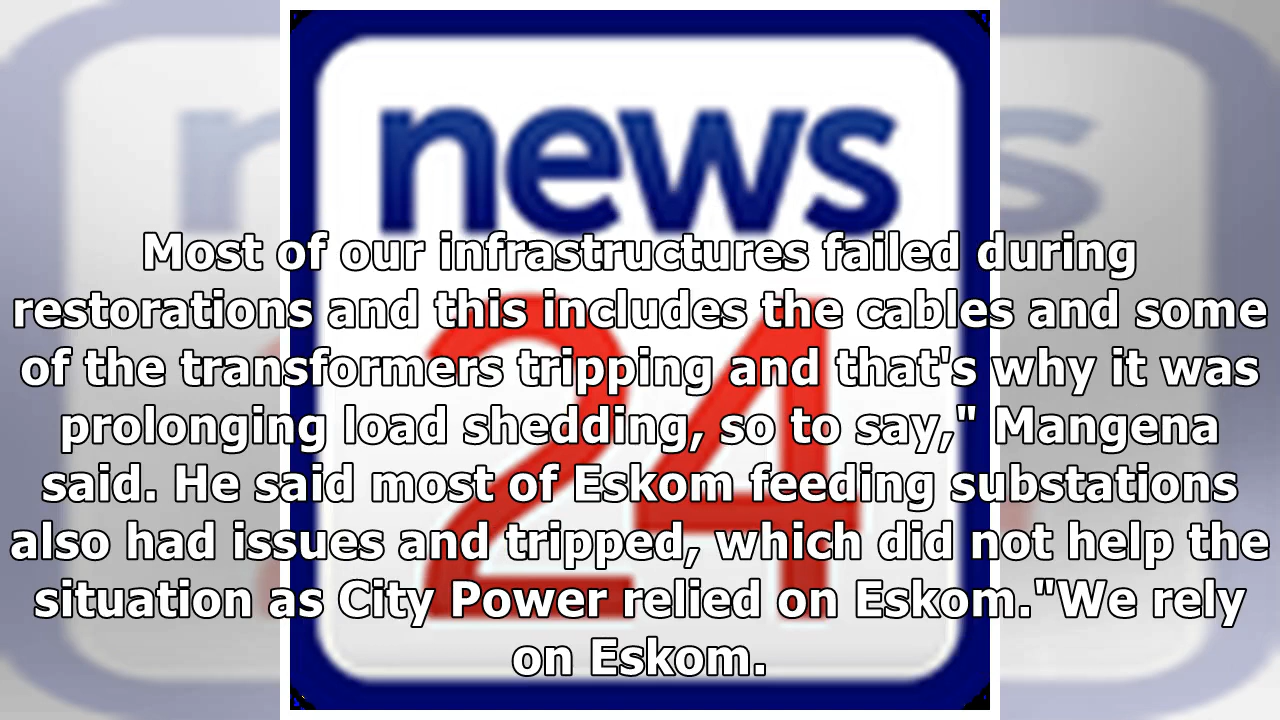 news
24
Most of our infrastructures failed during
restorations and this includes the cables and some
of the transformers tripping and that's why it was
prolonging load shedding, so to say," Mangena
said. He said most of Eskom feeding substations
also had issues and tripped, which did not help the
situation as City Power relied on Eskom."We rely
on Eskom.